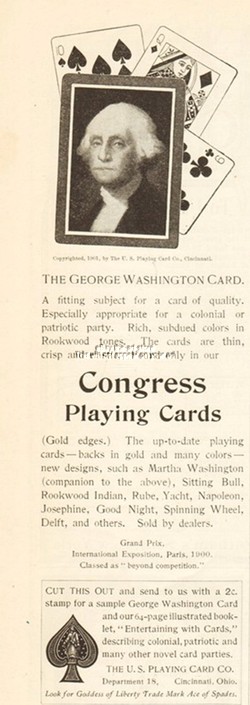 Copyrighted, 1901, by The U. S. Playing Card Co., Cincinnati.
THE GEORGE WASHINGTON CARD.
A fitting subject for a card of quality.
Especially appropriate for a colonial or
patriotic party. Rich, subdued colors in
Rookwood tones. The cards are thin,
crisp and only in our
Congress
Playing Cards
(Gold edges.) The up-to-date playing
cards—backs in gold and many colors—
new designs, such as Martha Washington
(companion to the above), Sitting Bull,
Rookwood Indian, Rube, Yacht, Napoleon,
Josephine, Good Night, Spinning Wheel,
Delft, and others. Sold by dealers.
Grand Prix,
International Exposition, Paris, 1900.
Classed as "beyond competition."
CUT THIS OUT and send to us with a 2c.
stamp for a sample George Washington Card
and our 64-page illustrated book-
let, "Entertaining with Cards,"
describing colonial, patriotic and
many other novel card parties.
THE U. S. PLAYING CARD CO.
Department 18, Cincinnati, Ohio.
Look for Goddess of Liberty Trade Mark Ace of Spades.